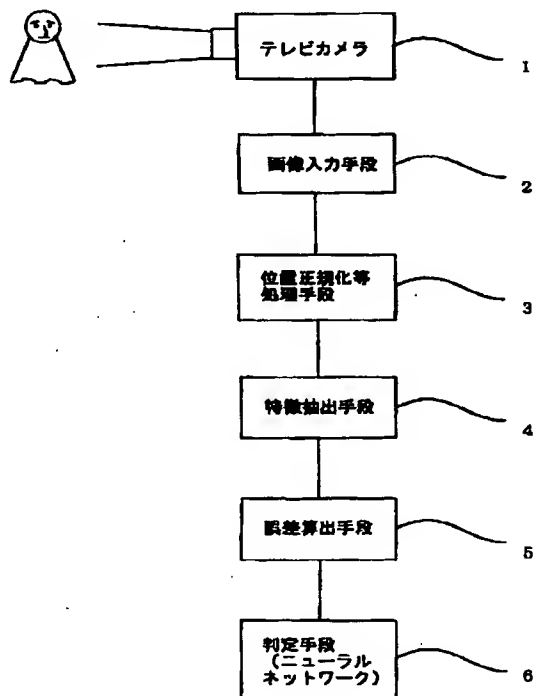 テレビカメラ
1
画像入力手段
2
位置正規化等
処理手段
3
特徴抽出手段
4
誤差算出手段
5
判定手段
(ニューラル
ネットワーク)
6